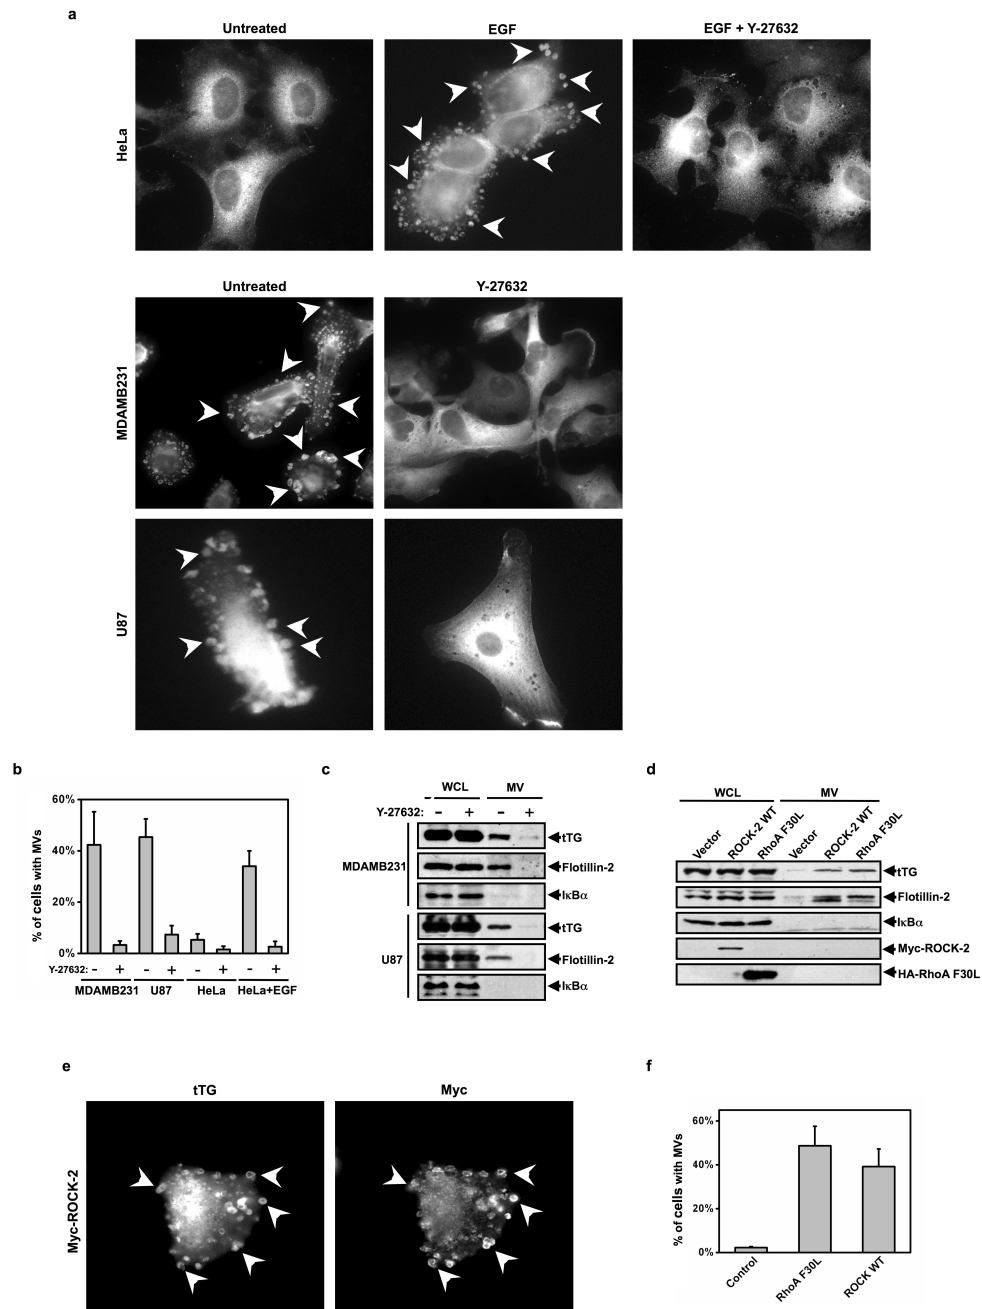 a
Untreated
EGF
EGF + Y-27632
HeLa
Untreated
Y-27632
MDAMB231
U87
b
60%
40%
20%
0%
% of cells with MVs
Y-27632: - + - + - + - +
MDAMB231 U87 HeLa HeLa+EGF
c
WCL MV
Y-27632: - + - +
MDAMB231
tTG
Flotillin-2
IκBα
U87
tTG
Flotillin-2
IκBα
d
WCL MV
Vector ROCK-2 WT RhoA F30L Vector ROCK-2 WT RhoA F30L
tTG
Flotillin-2
IκBα
Myc-ROCK-2
HA-RhoA F30L
e
tTG
Myc
Myc-ROCK-2
f
60%
40%
20%
0%
% of cells with MVs
Control RhoA F30L ROCK WT